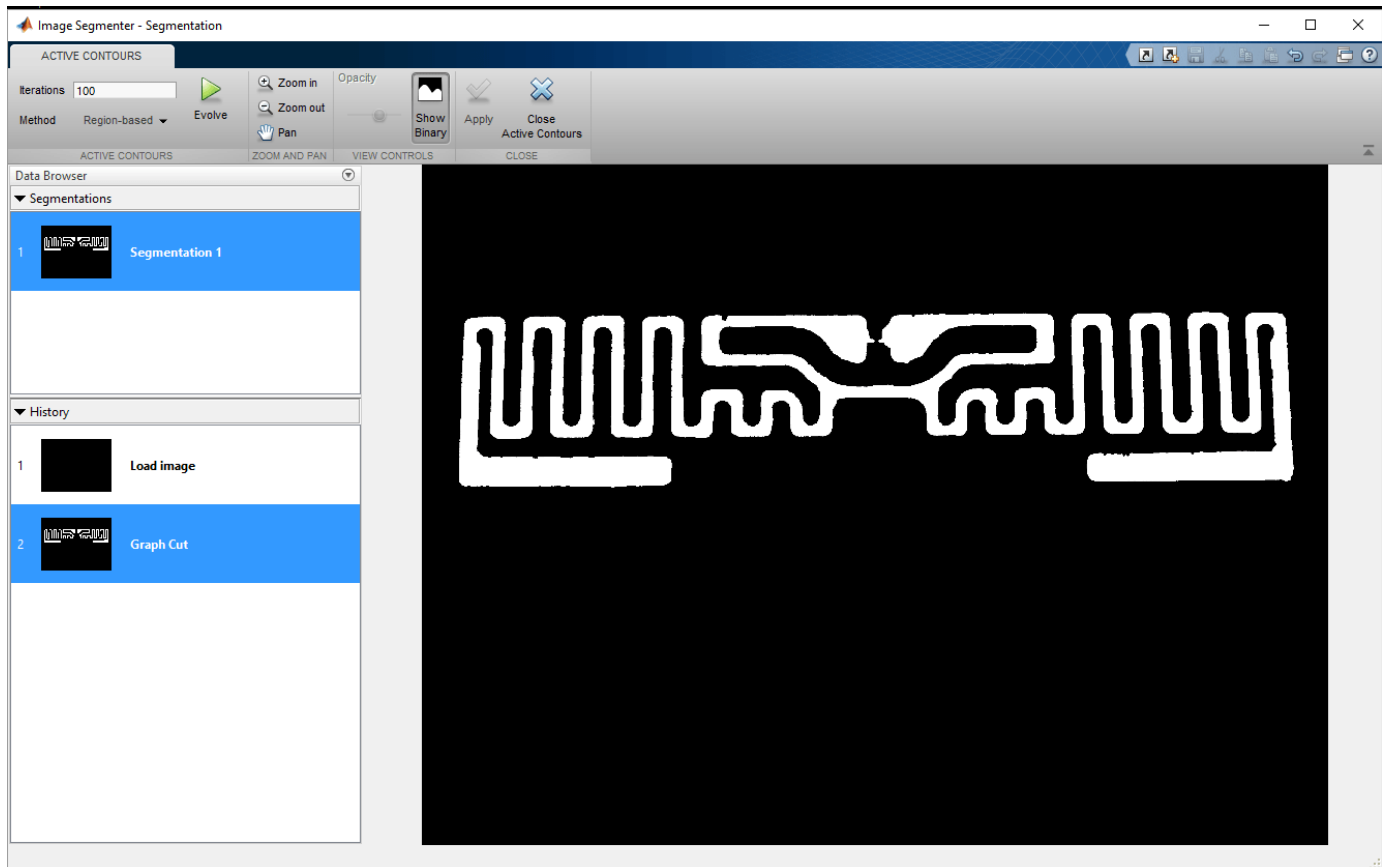 Image Segmenter - Segmentation
ACTIVE CONTOURS
Iterations 100
Method Region-based
Evolve
ACTIVE CONTOURS
Zoom in
Zoom out
Pan
ZOOM AND PAN
Opacity
Show
Binary
VIEW CONTROLS
Apply
Close
Active Contours
CLOSE
Data Browser
Segmentations
1 Segmentation 1
History
1 Load image
2 Graph Cut